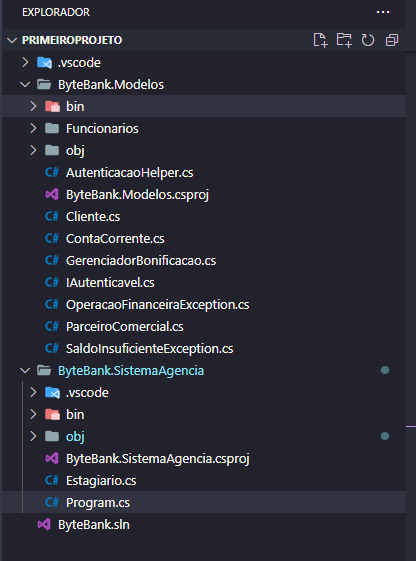 EXPLORADOR
PRIMEIROPROJETO
.vscode
ByteBank.Modelos
bin
Funcionarios
obj
C# AutenticacaoHelper.cs
ByteBank.Modelos.csproj
C# Cliente.cs
C# ContaCorrente.cs
C# GerenciadorBonificacao.cs
C# IAutenticavel.cs
C# OperacaoFinanceiraException.cs
C# ParceiroComercial.cs
C# SaldoInsuficienteException.cs
ByteBank.SistemaAgencia
.vscode
bin
obj
ByteBank.SistemaAgencia.csproj
C# Estagiario.cs
C# Program.cs
ByteBank.sln